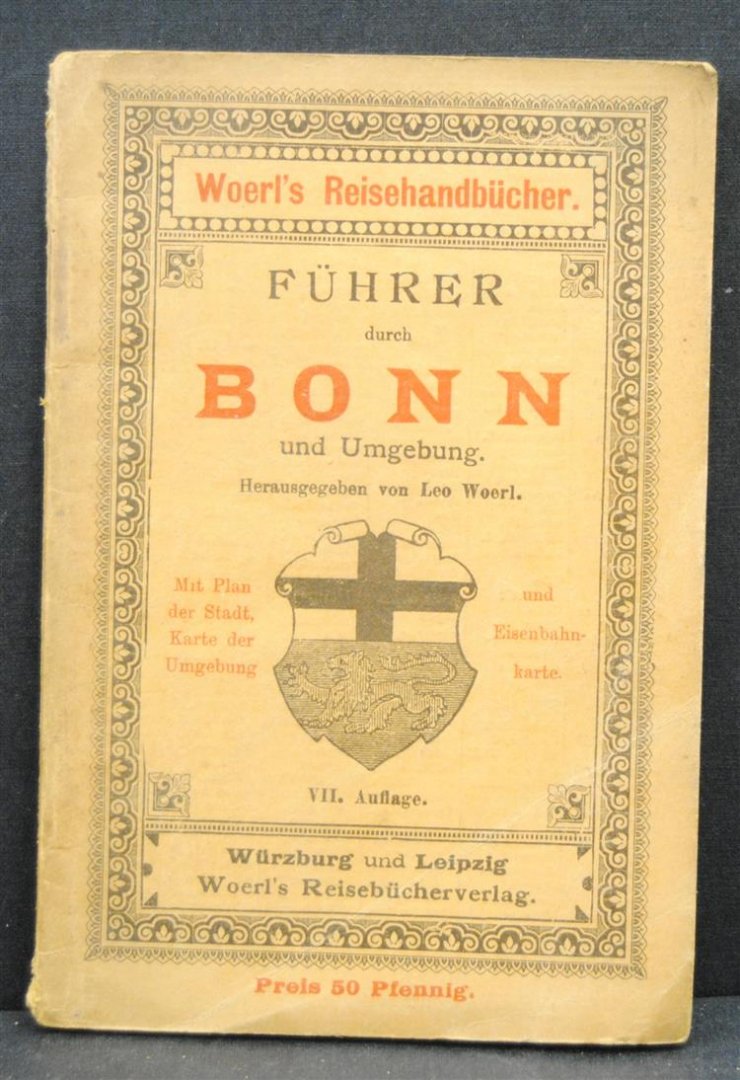 Woerl's Reisehandbücher.
FÜHRER
durch
BONN
und Umgebung.
Herausgegeben von Leo Woerl.
Mit Plan
der Stadt,
Karte der
Umgebung
und
Eisenbahn-
karte.
VII. Auflage.
Würzburg und Leipzig
Woerl's Reisebücherverlag.
Preis 50 Pfennig.